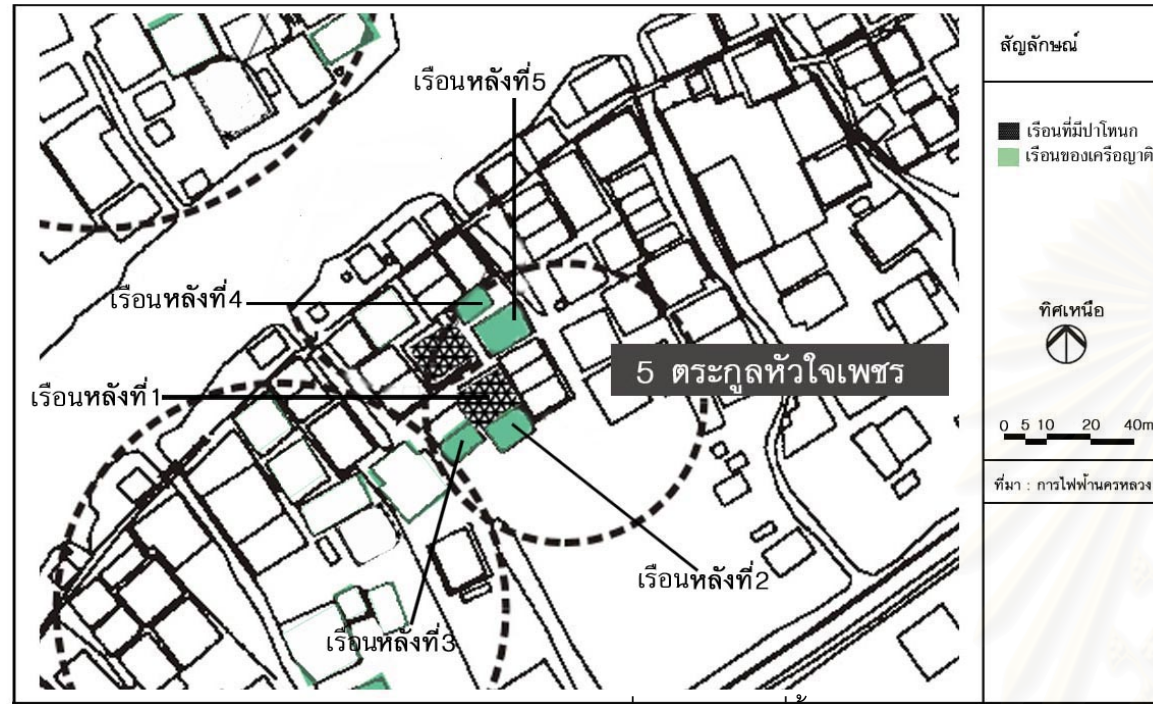 สัญลักษณ์
เรือนหลังที่5
เรือนที่มีปาโหนก
เรือนของเครือญาติ
เรือนหลังที่4
ทิศเหนือ
5 ตระกูลหัวใจเพชร
เรือนหลังที่1
0 5 10 20 40m
ที่มา : การไฟฟ้านครหลวง
เรือนหลังที่2
เรือนหลังที่3